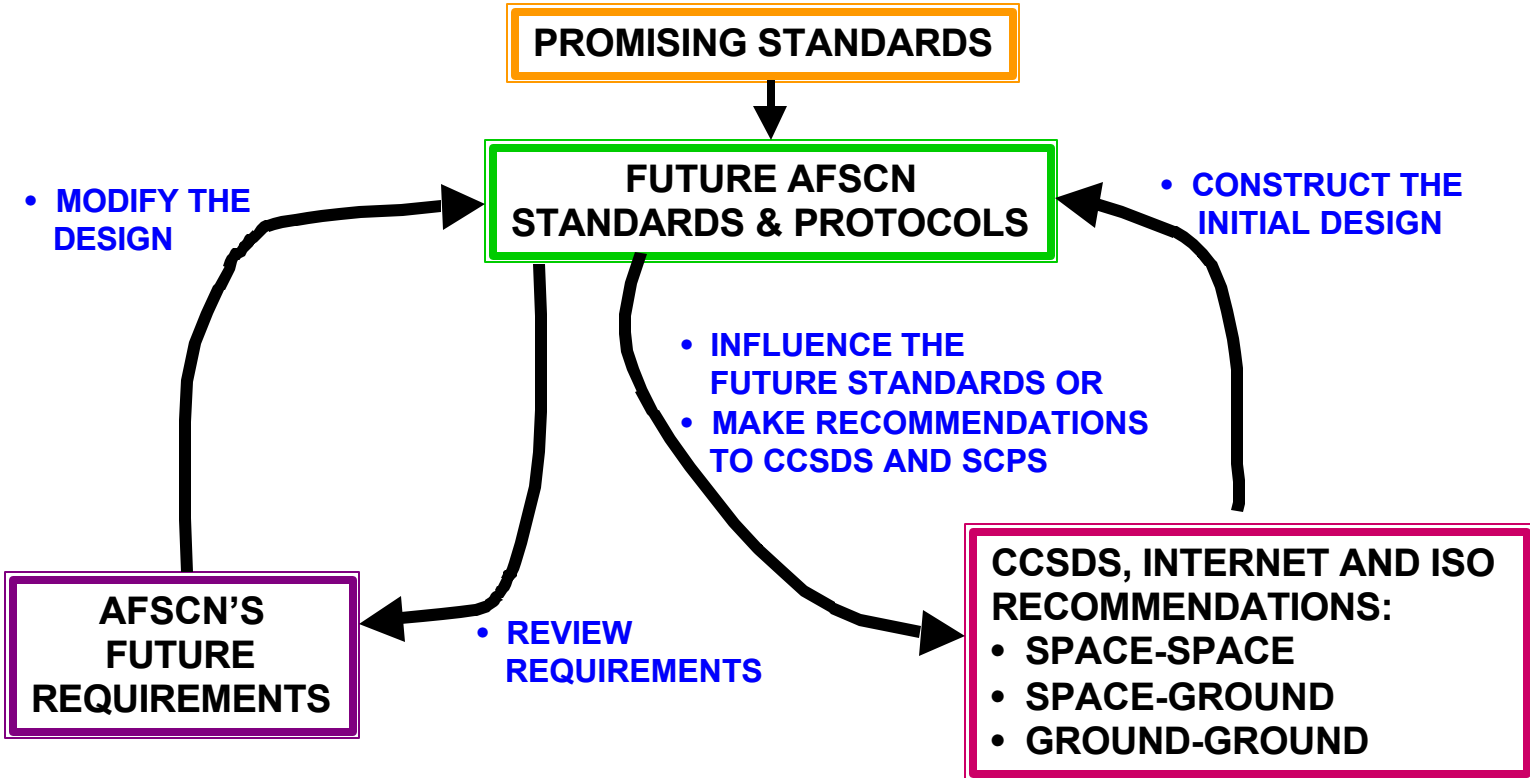 PROMISING STANDARDS
FUTURE AFSCN
STANDARDS & PROTOCOLS
• MODIFY THE
DESIGN
• CONSTRUCT THE
INITIAL DESIGN
• INFLUENCE THE
FUTURE STANDARDS OR
• MAKE RECOMMENDATIONS
TO CCSDS AND SCPS
AFSCN’S
FUTURE
REQUIREMENTS
• REVIEW
REQUIREMENTS
CCSDS, INTERNET AND ISO
RECOMMENDATIONS:
• SPACE-SPACE
• SPACE-GROUND
• GROUND-GROUND